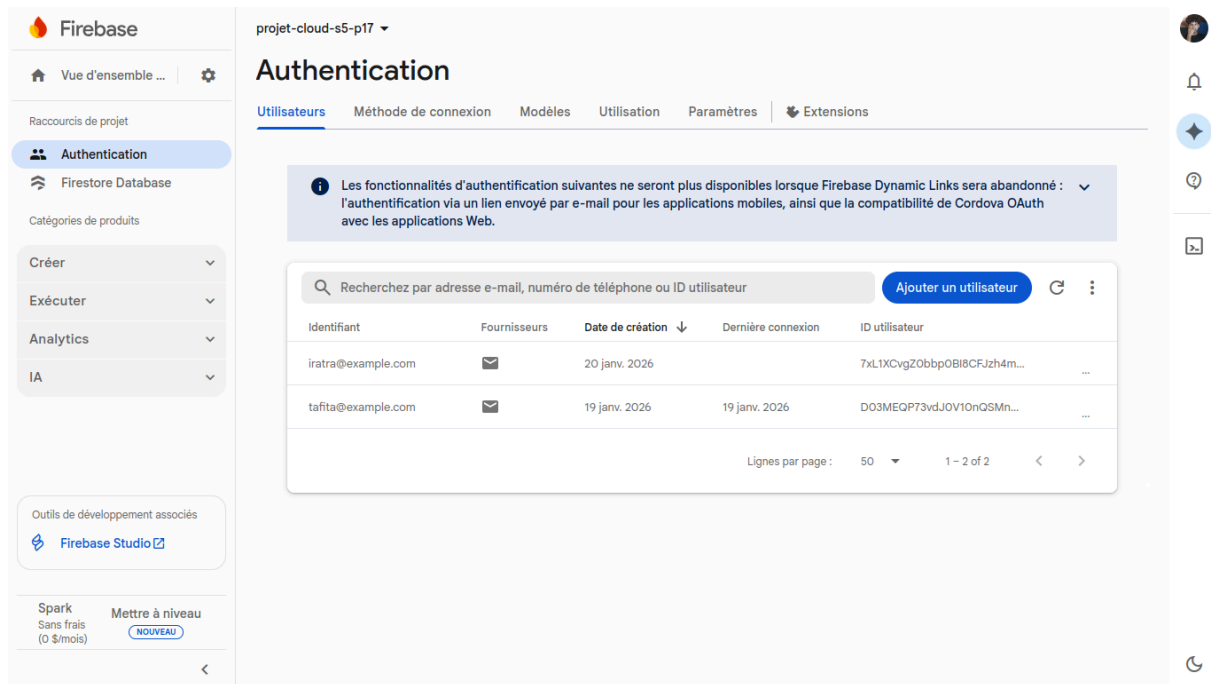 Firebase
projet-cloud-s5-p17
Vue d'ensemble ...
Authentication
Utilisateurs
Méthode de connexion
Modèles
Utilisation
Paramètres
Extensions
Raccourcis de projet
Authentication
Firestore Database
Catégories de produits
Créer
Exécuter
Analytics
IA
Les fonctionnalités d'authentification suivantes ne seront plus disponibles lorsque Firebase Dynamic Links sera abandonné :
l'authentification via un lien envoyé par e-mail pour les applications mobiles, ainsi que la compatibilité de Cordova OAuth
avec les applications Web.
Recherchez par adresse e-mail, numéro de téléphone ou ID utilisateur
Ajouter un utilisateur
Identifiant Fournisseurs Date de création Dernière connexion ID utilisateur
iratra@example.com 20 janv. 2026 7xL1XCvgZ0bbp0BI8CFJzh4m... ...
tafita@example.com 19 janv. 2026 19 janv. 2026 D03MEQP73vdJ0V10nQSMn... ...
Lignes par page : 50 1 – 2 of 2
Outils de développement associés
Firebase Studio
Spark
Sans frais
(0 $/mois)
Mettre à niveau
NOUVEAU